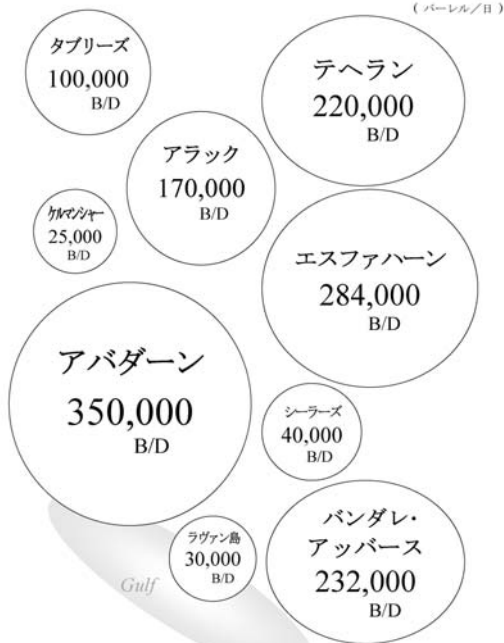 (バーレル/日)
タブリーズ
100,000
B/D
テヘラン
220,000
B/D
アラック
170,000
B/D
ケルマンシャー
25,000
B/D
エスファハーン
284,000
B/D
アバダーン
350,000
B/D
シーラーズ
40,000
B/D
ラヴァン島
30,000
B/D
バンダレ・
アッバース
232,000
B/D
Gulf